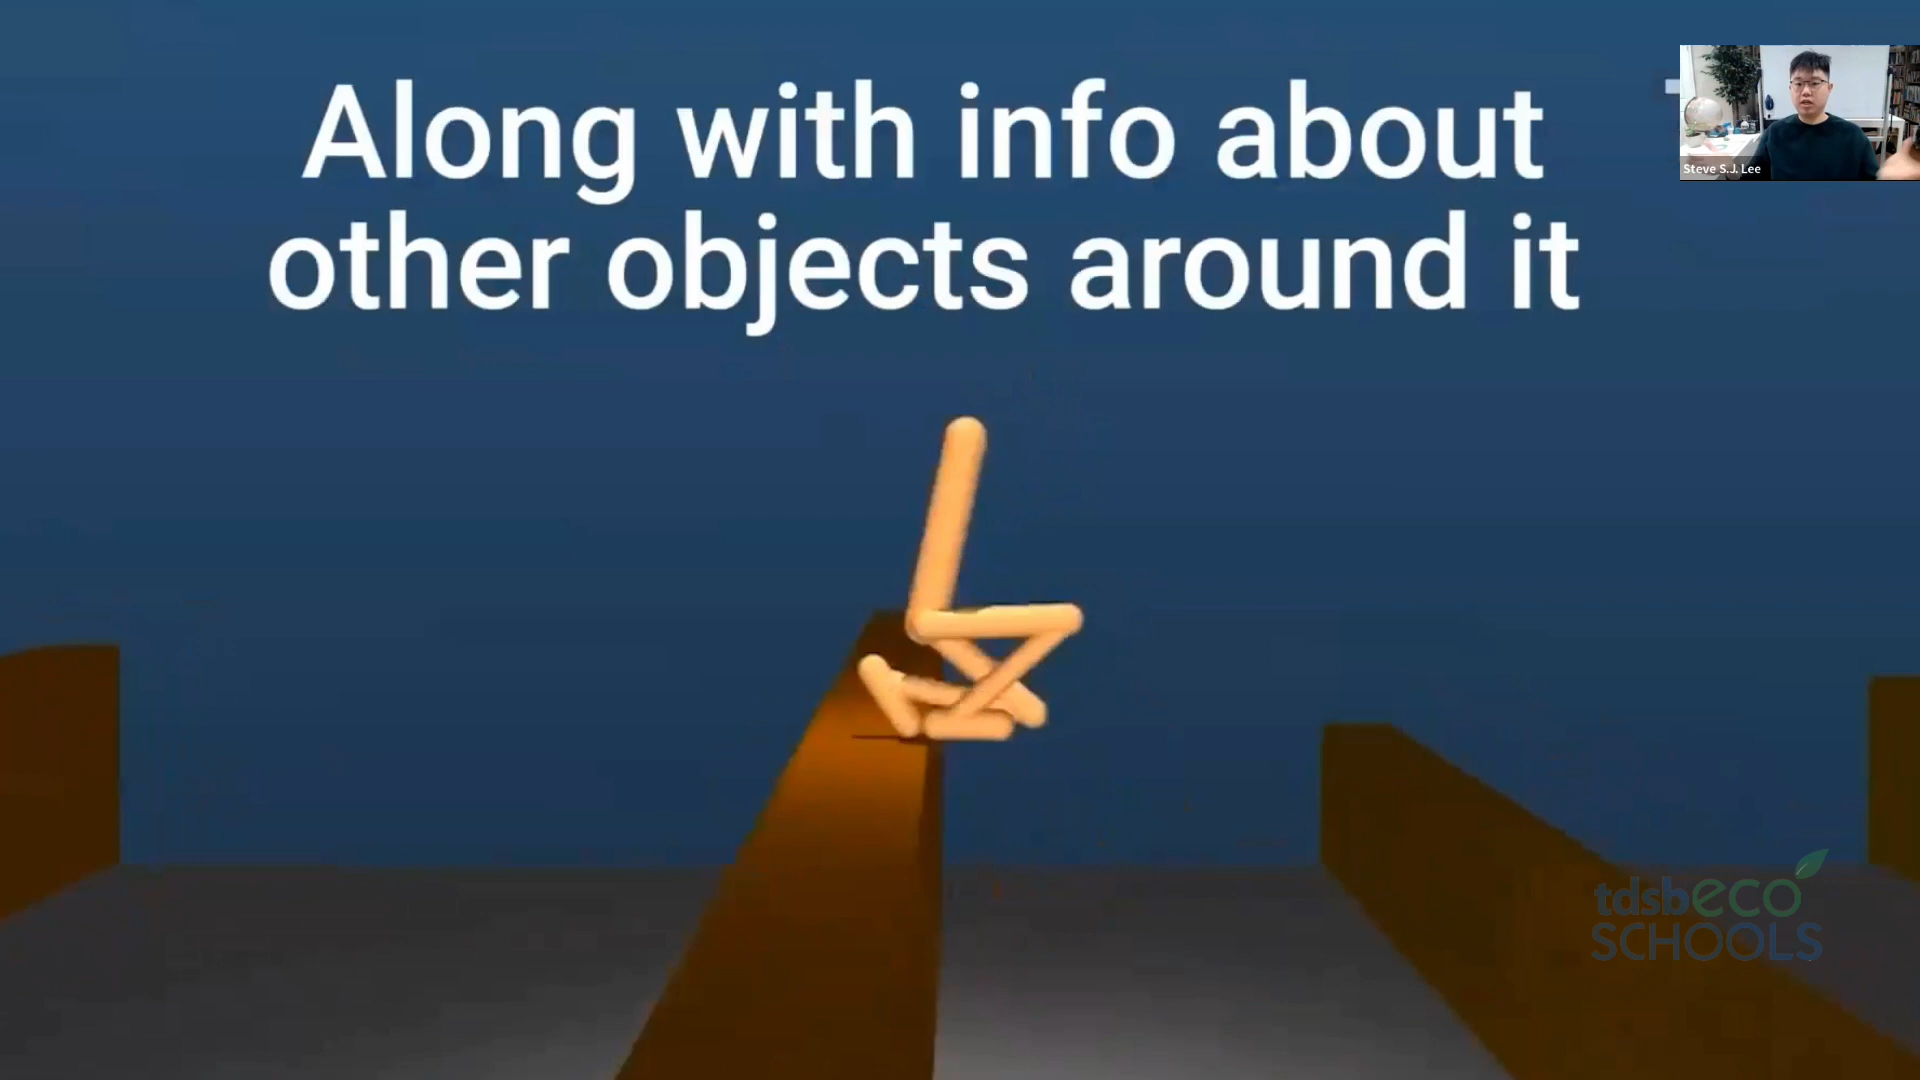 Along with info about
other objects around it
Steve S.J. Lee
tdsbeco
SCHOOLS